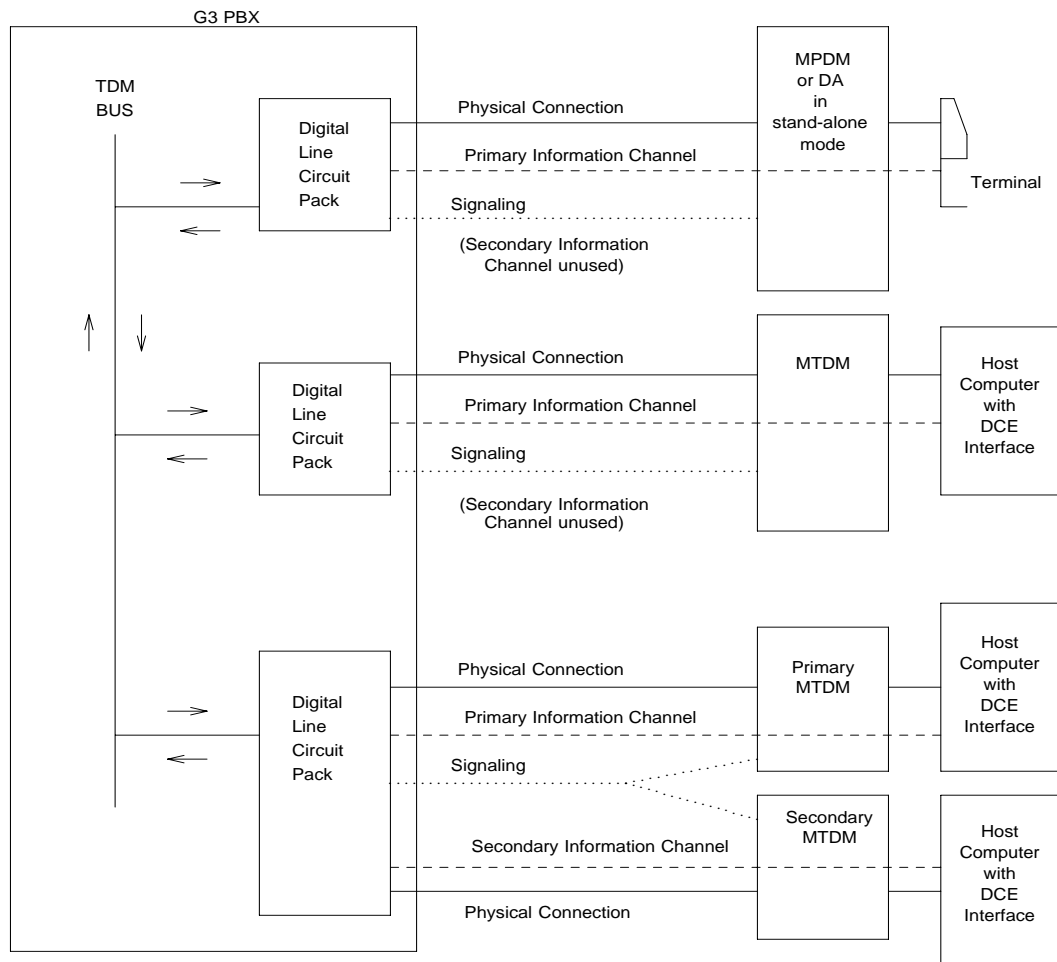 G3 PBX
TDM
BUS
Digital
Line
Circuit
Pack
Physical Connection
Primary Information Channel
Signaling
(Secondary Information
Channel unused)
MPDM
or DA
in
stand-alone
mode
Terminal
Digital
Line
Circuit
Pack
Physical Connection
Primary Information Channel
Signaling
(Secondary Information
Channel unused)
MTDM
Host
Computer
with
DCE
Interface
Digital
Line
Circuit
Pack
Physical Connection
Primary Information Channel
Signaling
Primary
MTDM
Host
Computer
with
DCE
Interface
Secondary Information Channel
Physical Connection
Secondary
MTDM
Host
Computer
with
DCE
Interface